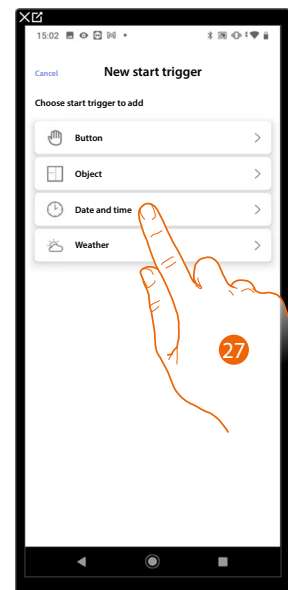 15:02
Cancel New start trigger
Choose start trigger to add
Button
Object
Date and time
Weather
27